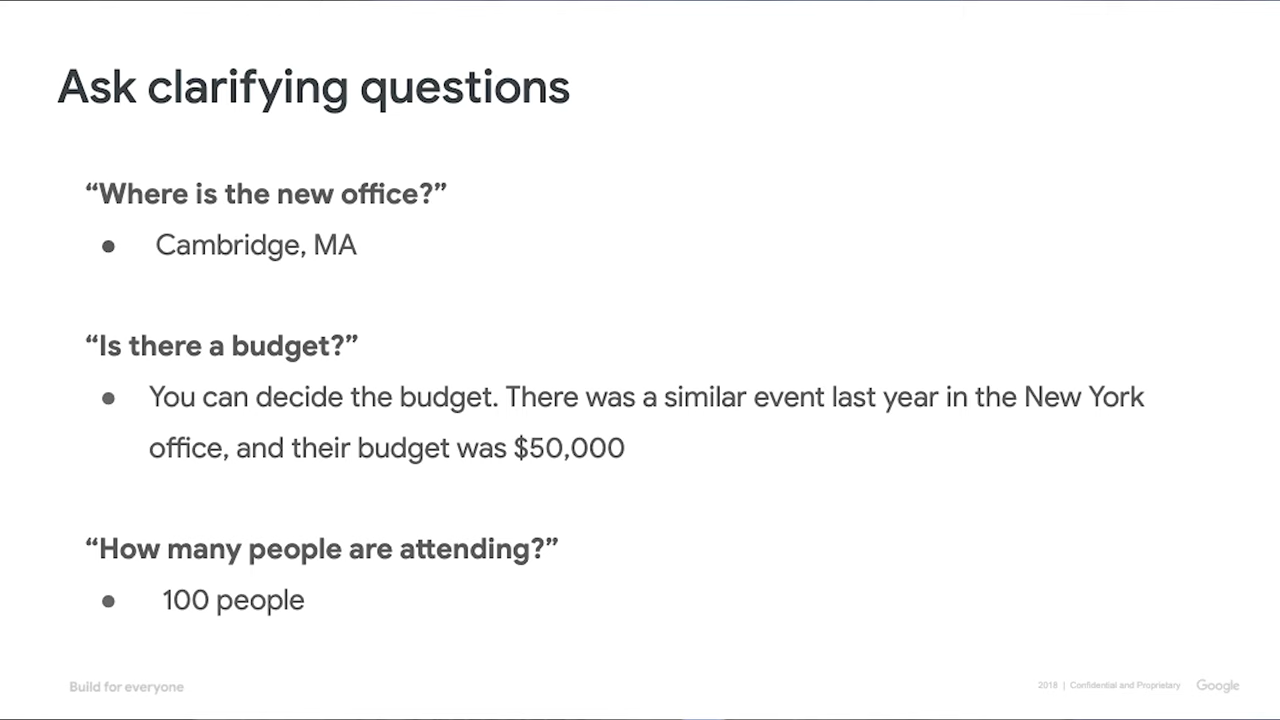 Ask clarifying questions
“Where is the new office?”
● Cambridge, MA
“Is there a budget?”
● You can decide the budget. There was a similar event last year in the New York
office, and their budget was $50,000
“How many people are attending?”
● 100 people
Build for everyone
2018 | Confidential and Proprietary Google